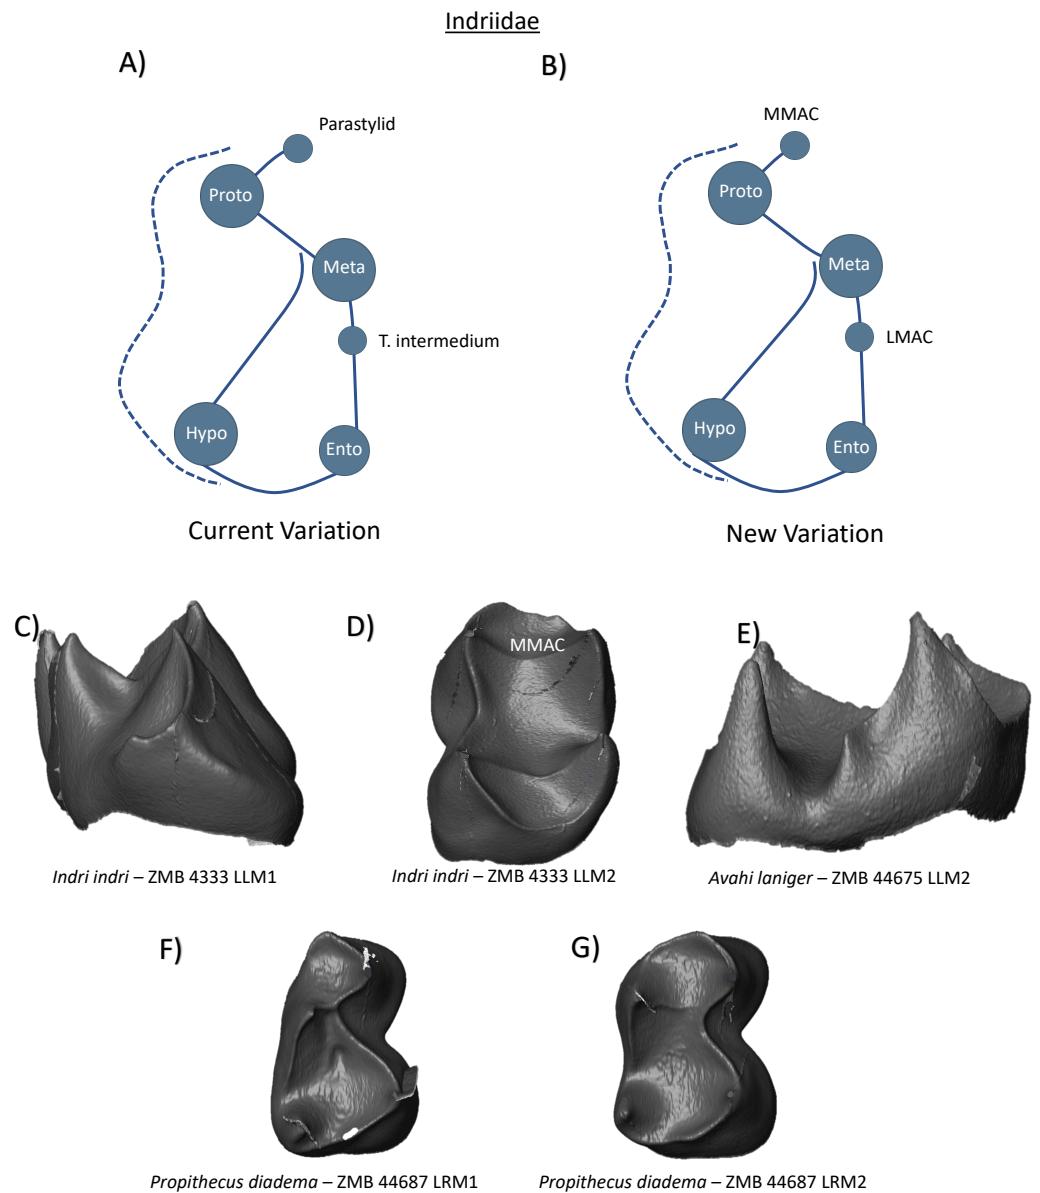 Indriidae
A)
B)
Parastylid
MMAC
Proto
Proto
Meta
Meta
T. intermedium
LMAC
Hypo
Ento
Hypo
Ento
Current Variation
New Variation
C)
D)
E)
MMAC
Indri indri – ZMB 4333 LLM1
Indri indri – ZMB 4333 LLM2
Avahi laniger – ZMB 44675 LLM2
F)
G)
Propithecus diadema – ZMB 44687 LRM1
Propithecus diadema – ZMB 44687 LRM2